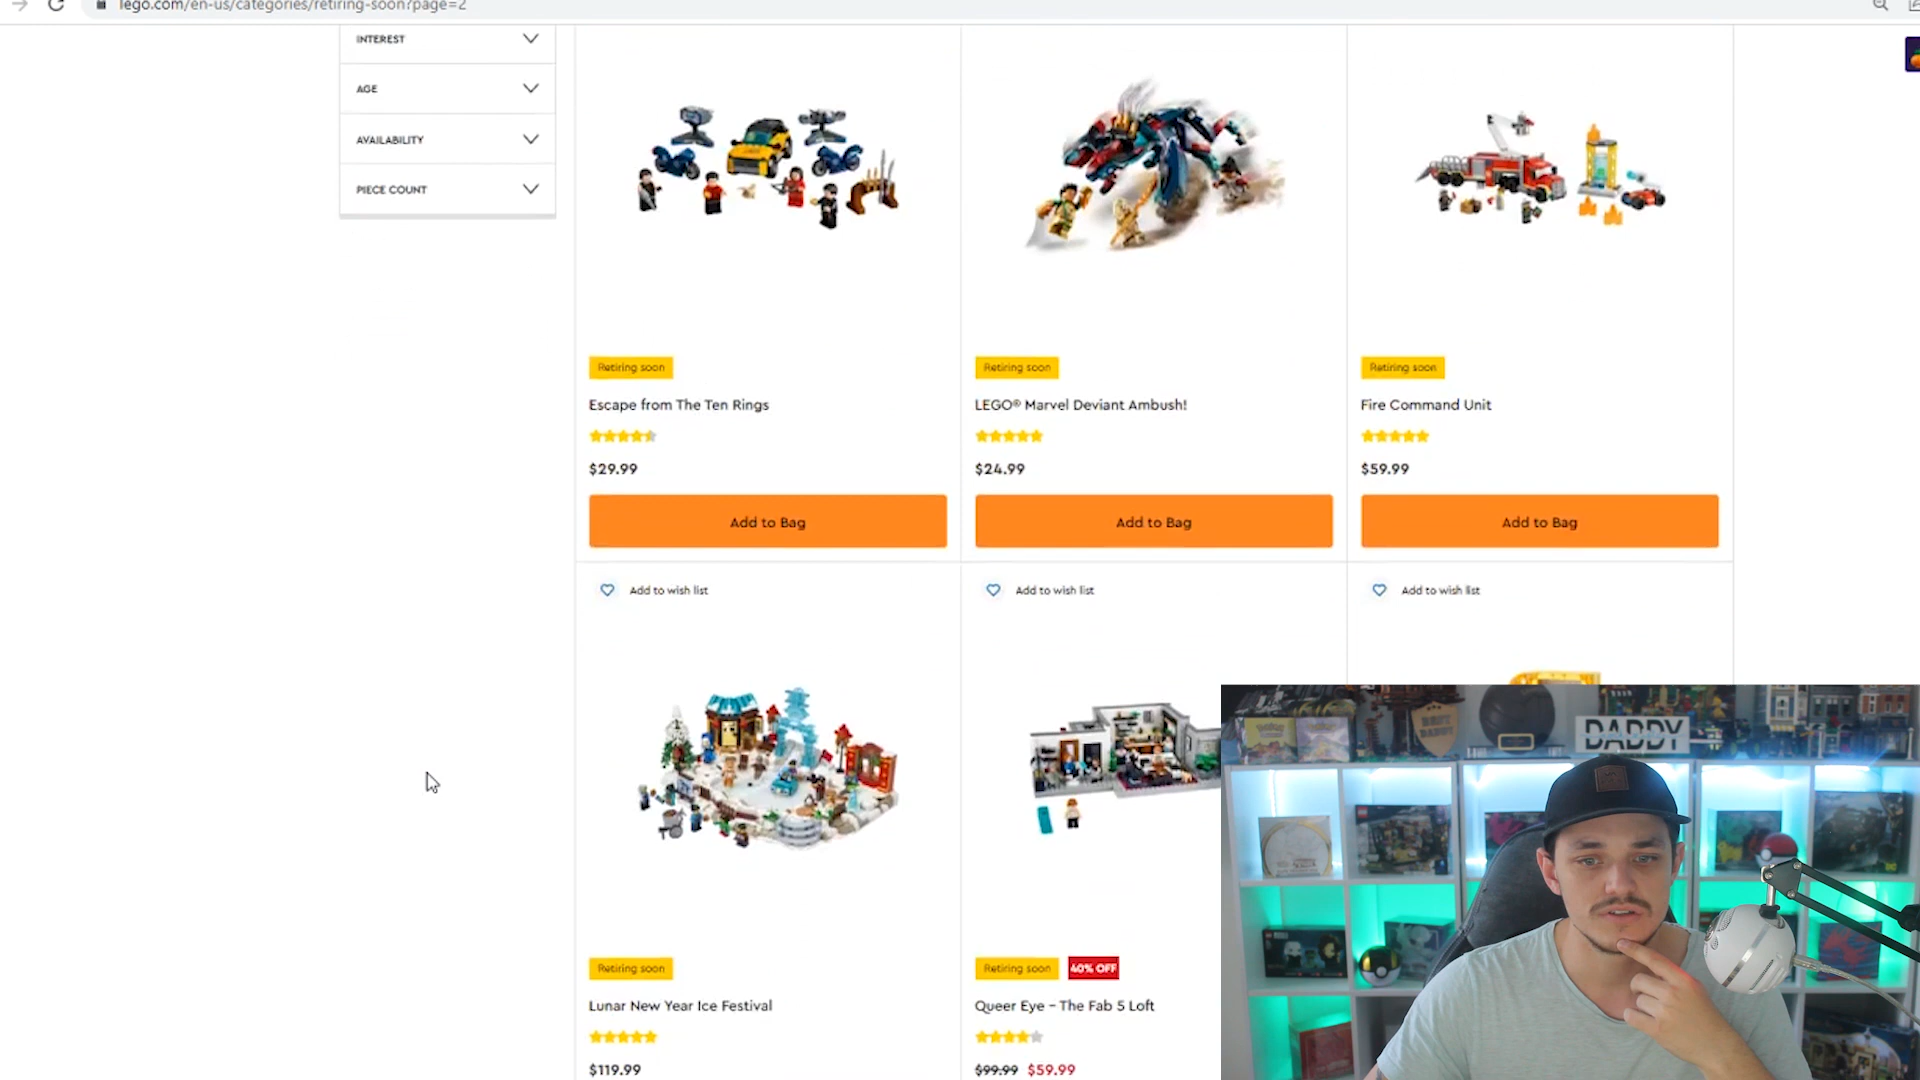 lego.com/en-us/categories/retiring-soon?page=2
INTEREST
AGE
AVAILABILITY
PIECE COUNT
Retiring soon
Escape from The Ten Rings
$29.99
Add to Bag
Retiring soon
LEGO® Marvel Deviant Ambush!
$24.99
Add to Bag
Retiring soon
Fire Command Unit
$59.99
Add to Bag
Add to wish list
Retiring soon
Lunar New Year Ice Festival
$119.99
Add to wish list
Retiring soon 40% OFF
Queer Eye – The Fab 5 Loft
$99.99 $59.99
Add to wish list
DADDY